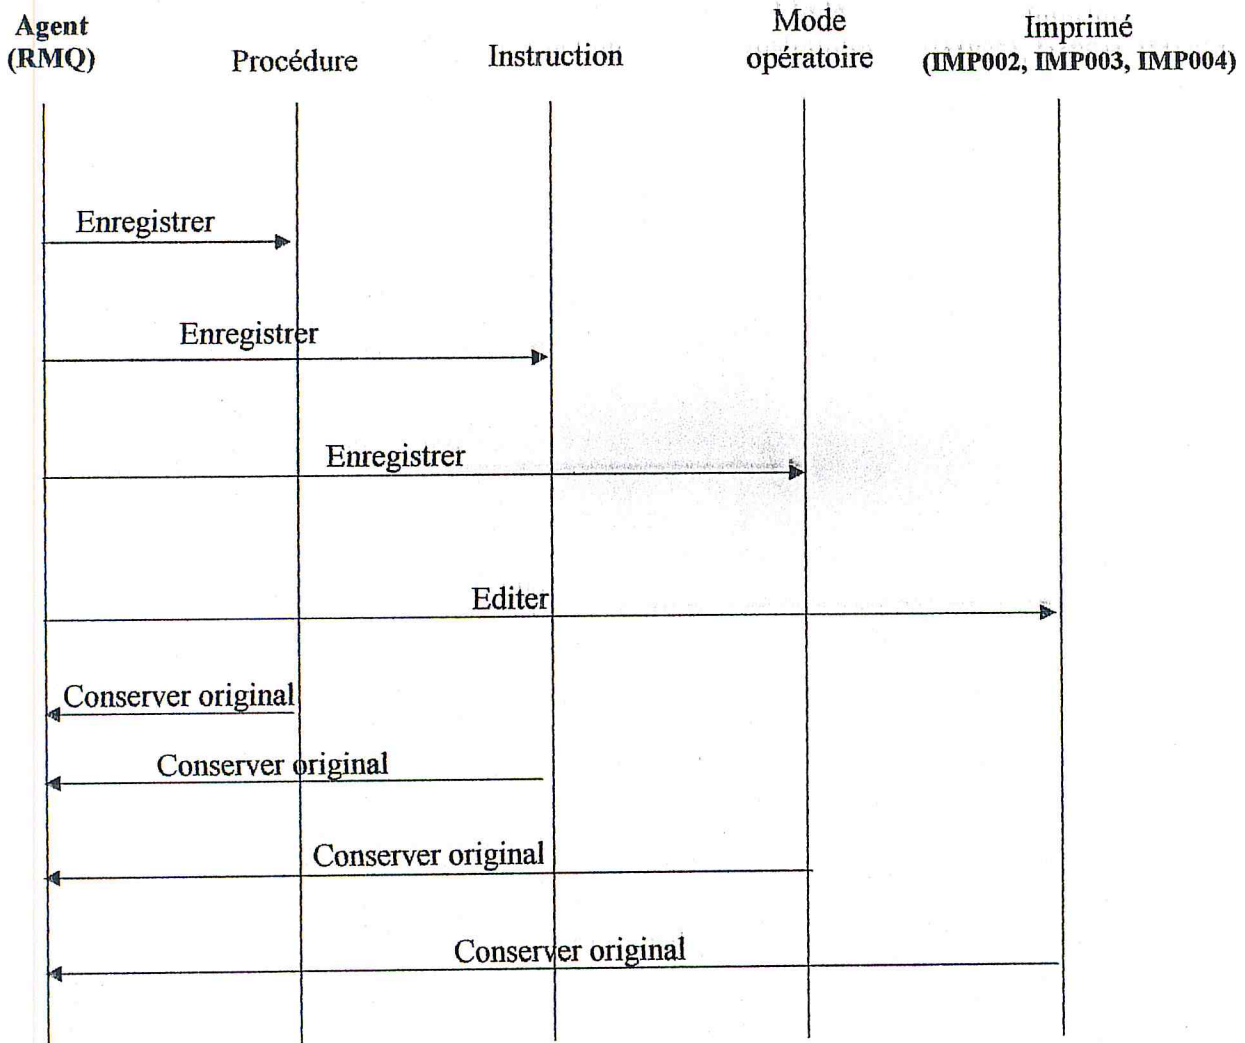 Agent
(RMQ)
Procédure
Instruction
Mode
opératoire
Imprimé
(IMP002, IMP003, IMP004)
Enregistrer
Enregistrer
Enregistrer
Editer
Conserver original
Conserver original
Conserver original
Conserver original